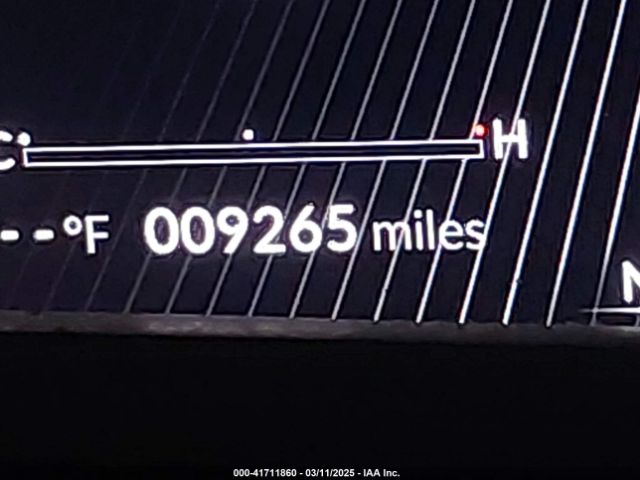 C H
--°F 009265 miles
N
000-41711860 - 03/11/2025 - IAA Inc.